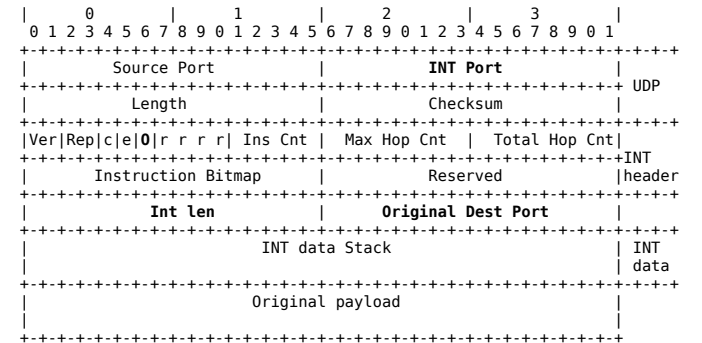 |       0         |       1         |       2         |       3         |
 0 1 2 3 4 5 6 7 8 9 0 1 2 3 4 5 6 7 8 9 0 1 2 3 4 5 6 7 8 9 0 1
+-+-+-+-+-+-+-+-+-+-+-+-+-+-+-+-+-+-+-+-+-+-+-+-+-+-+-+-+-+-+-+-+-+-+-+
|          Source Port          |            INT Port           |
+-+-+-+-+-+-+-+-+-+-+-+-+-+-+-+-+-+-+-+-+-+-+-+-+-+-+-+-+-+-+-+-+ UDP
|            Length             |            Checksum           |
+-+-+-+-+-+-+-+-+-+-+-+-+-+-+-+-+-+-+-+-+-+-+-+-+-+-+-+-+-+-+-+-+-+-+-+
|Ver|Rep|c|e|O|r r r r| Ins Cnt |  Max Hop Cnt  |  Total Hop Cnt|
+-+-+-+-+-+-+-+-+-+-+-+-+-+-+-+-+-+-+-+-+-+-+-+-+-+-+-+-+-+-+-+-+INT
|       Instruction Bitmap      |            Reserved           |header
+-+-+-+-+-+-+-+-+-+-+-+-+-+-+-+-+-+-+-+-+-+-+-+-+-+-+-+-+-+-+-+-+-+-+-+
|            Int len            |       Original Dest Port      |
+-+-+-+-+-+-+-+-+-+-+-+-+-+-+-+-+-+-+-+-+-+-+-+-+-+-+-+-+-+-+-+-+-+-+-+
|                         INT data Stack                        | INT
|                                                               | data
+-+-+-+-+-+-+-+-+-+-+-+-+-+-+-+-+-+-+-+-+-+-+-+-+-+-+-+-+-+-+-+-+-+-+-+
|                        Original payload                       |
|                                                               |
+-+-+-+-+-+-+-+-+-+-+-+-+-+-+-+-+-+-+-+-+-+-+-+-+-+-+-+-+-+-+-+-+